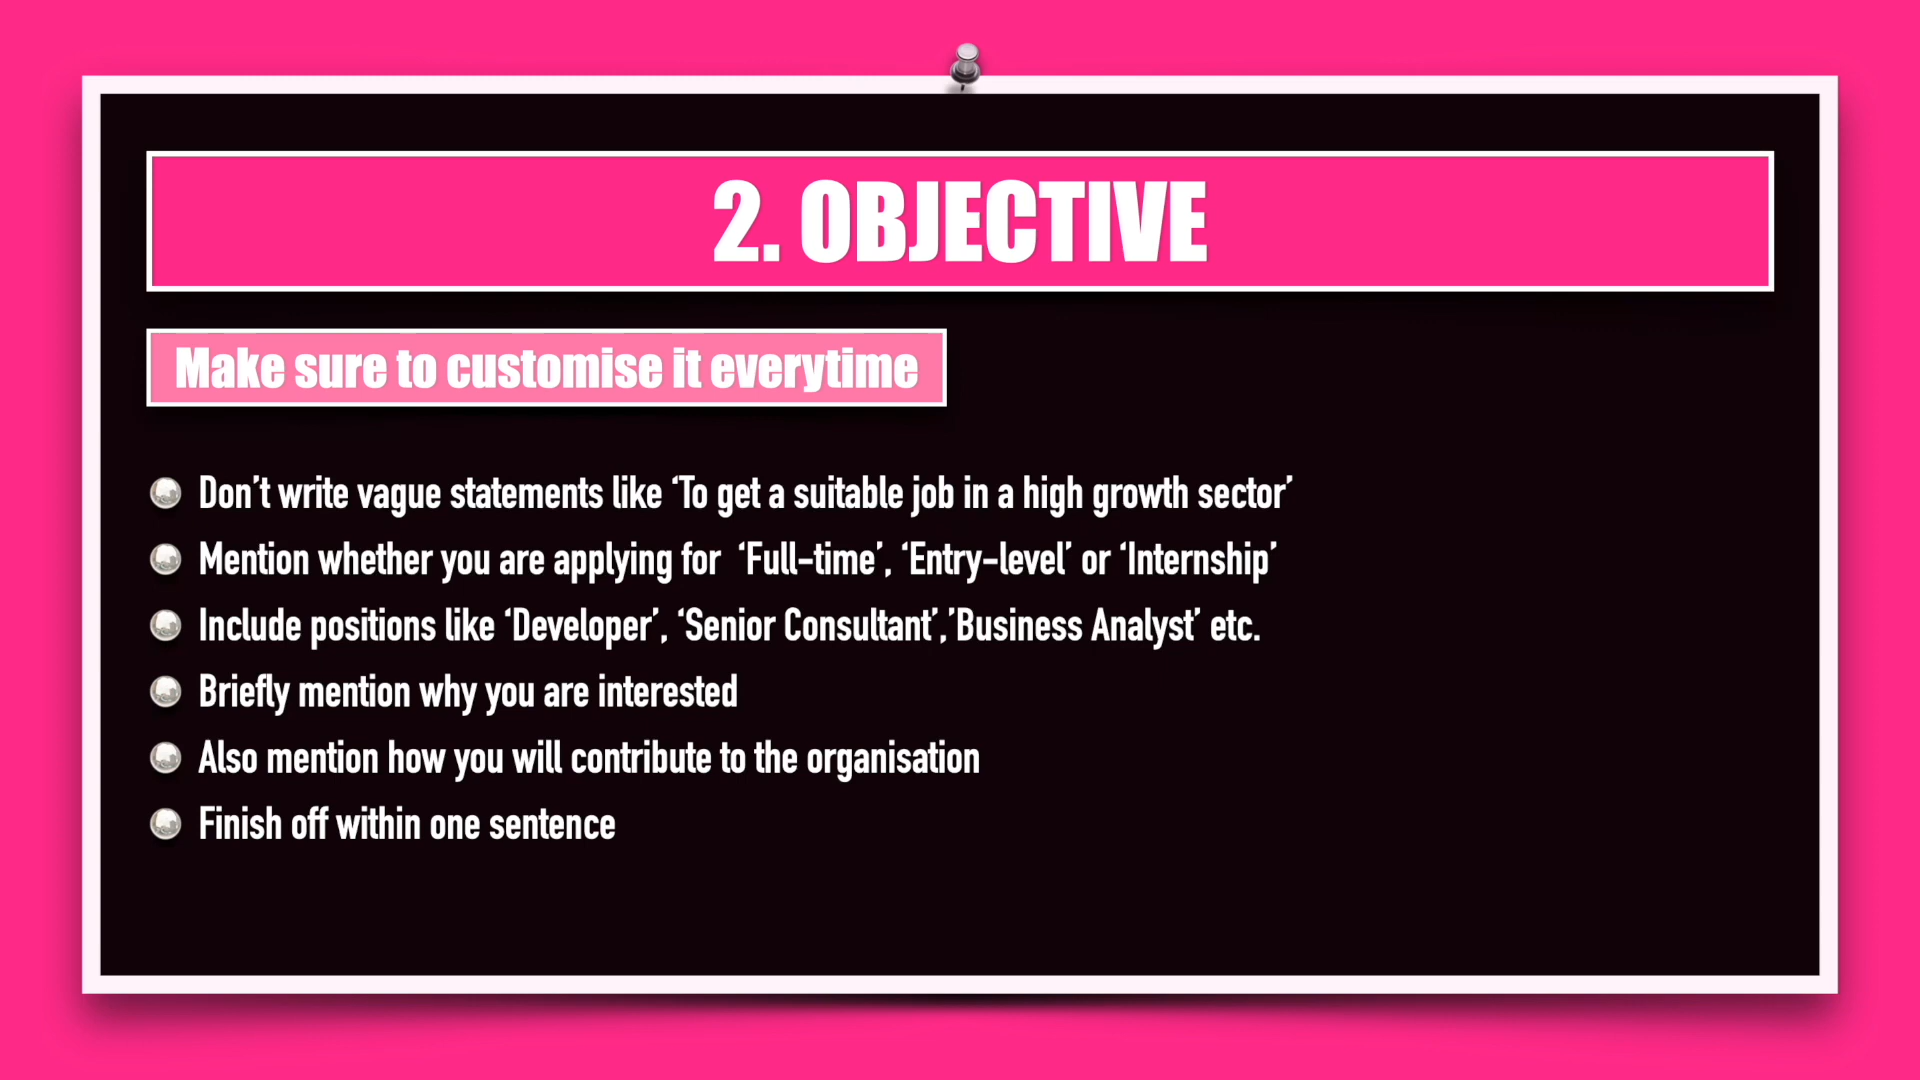 2. OBJECTIVE
Make sure to customise it everytime
Don’t write vague statements like ‘To get a suitable job in a high growth sector’
Mention whether you are applying for  ‘Full-time’, ‘Entry-level’ or ‘Internship’
Include positions like ‘Developer’, ‘Senior Consultant’,’Business Analyst’ etc.
Briefly mention why you are interested
Also mention how you will contribute to the organisation
Finish off within one sentence